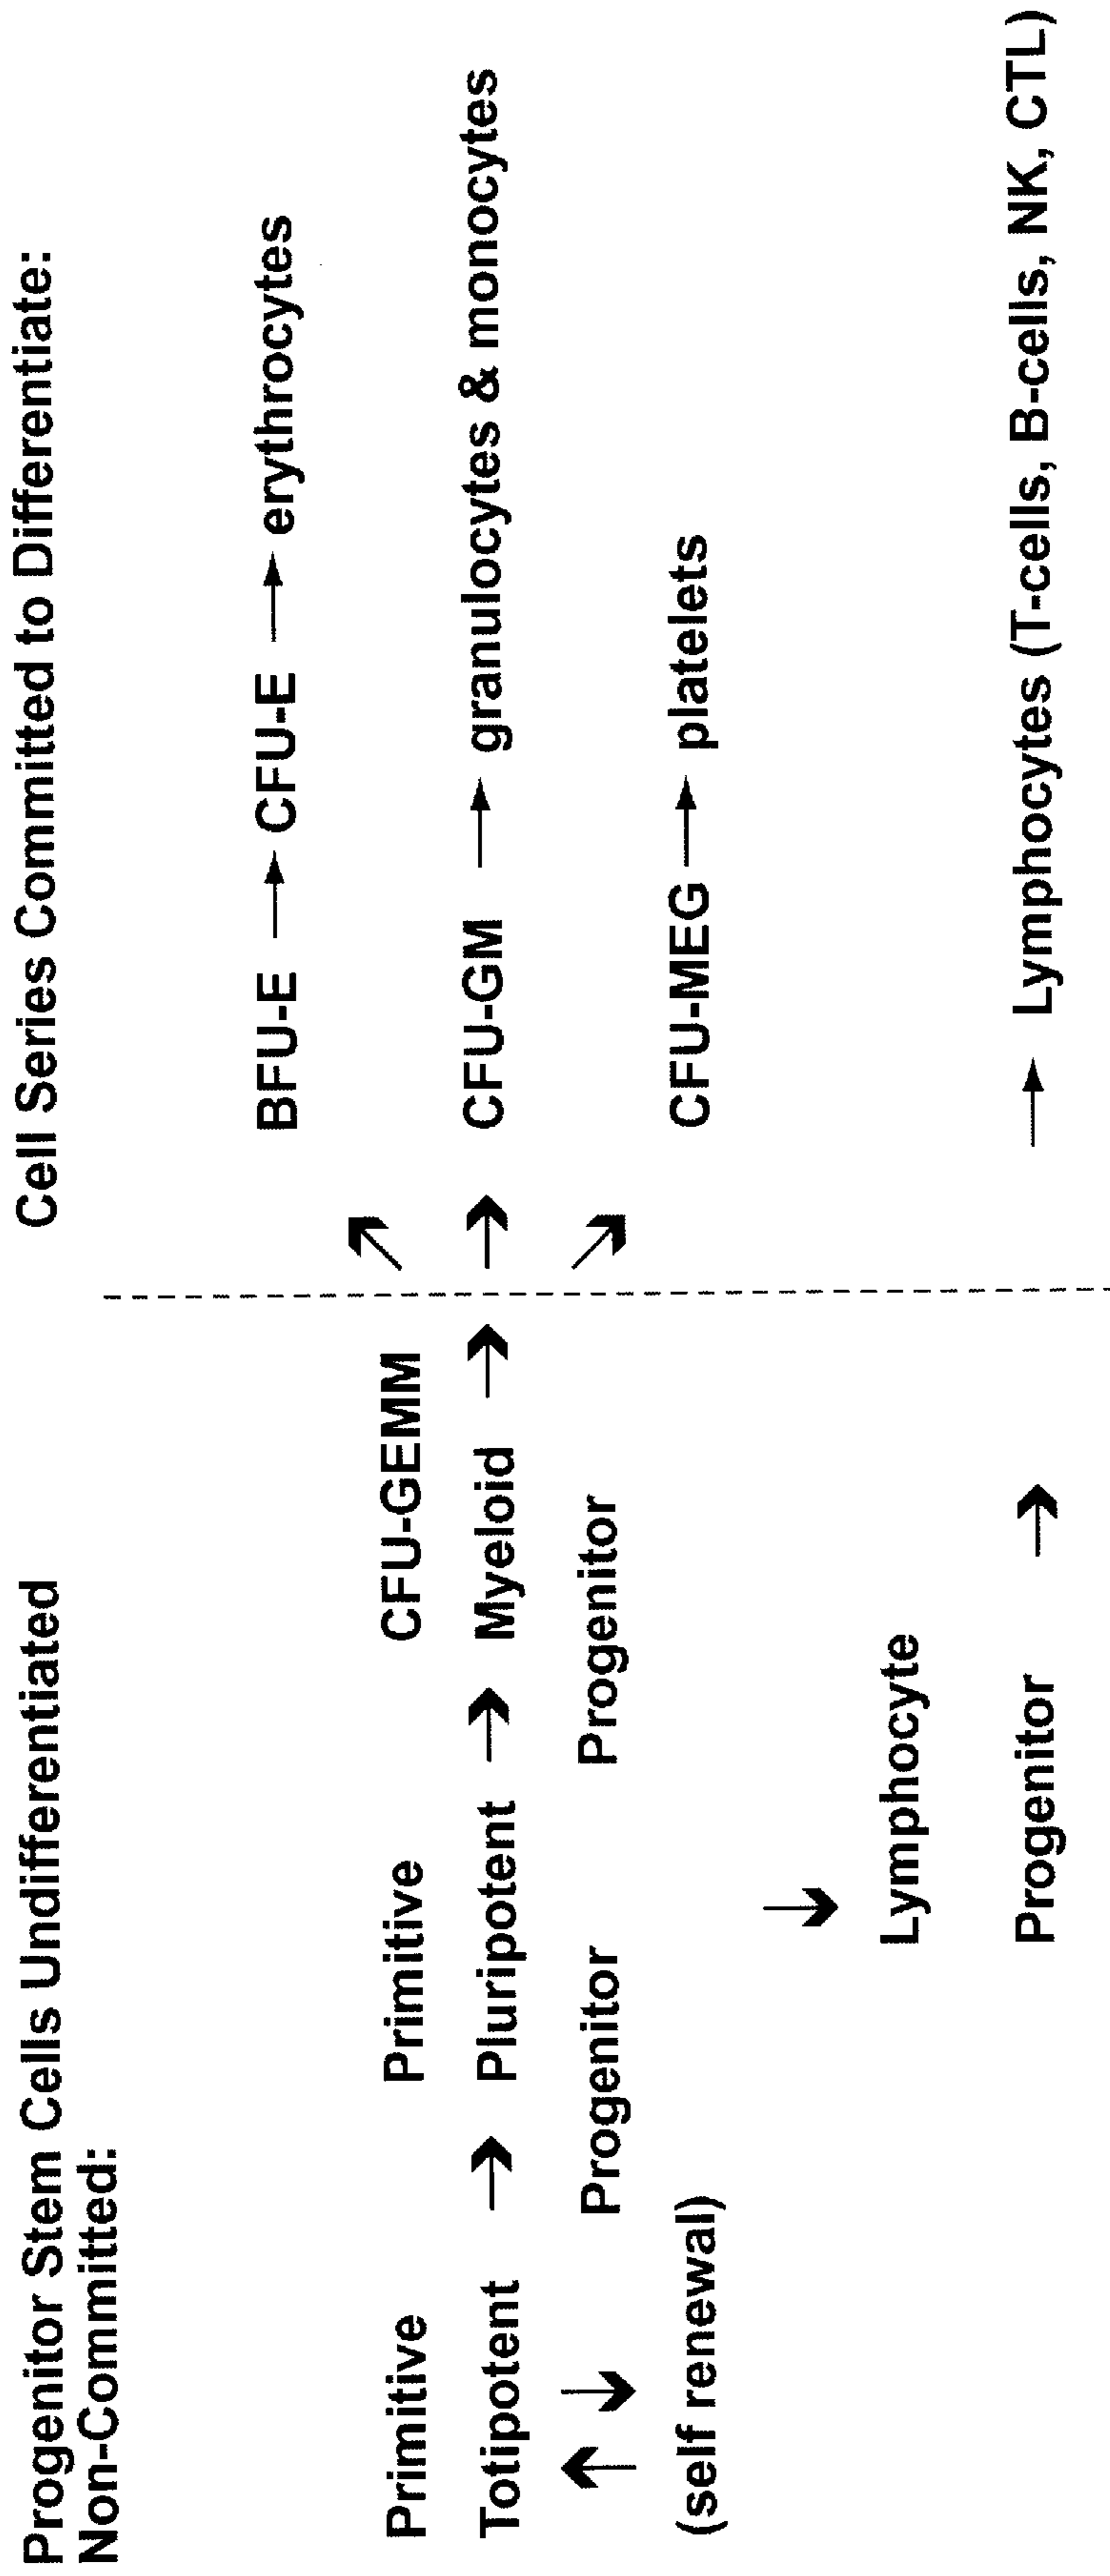 Progenitor Stem Cells Undifferentiated
Non-Committed:
Cell Series Committed to Differentiate:
Primitive
Totipotent
(self renewal)
Primitive
Pluripotent
Progenitor
CFU-GEMM
Myeloid
Progenitor
BFU-E → CFU-E → erythrocytes
CFU-GM → granulocytes & monocytes
CFU-MEG → platelets
Lymphocyte
Progenitor
Lymphocytes (T-cells, B-cells, NK, CTL)